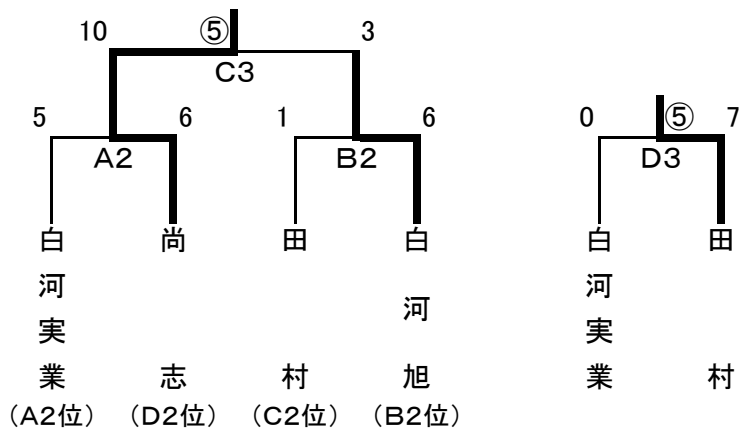 10 ⑤ 3
C3
5 6 1 6 0 ⑤ 7
A2 B2 D3
白河実業 尚志 田村 白河旭 白河実業 田村
(A2位) (D2位) (C2位) (B2位)